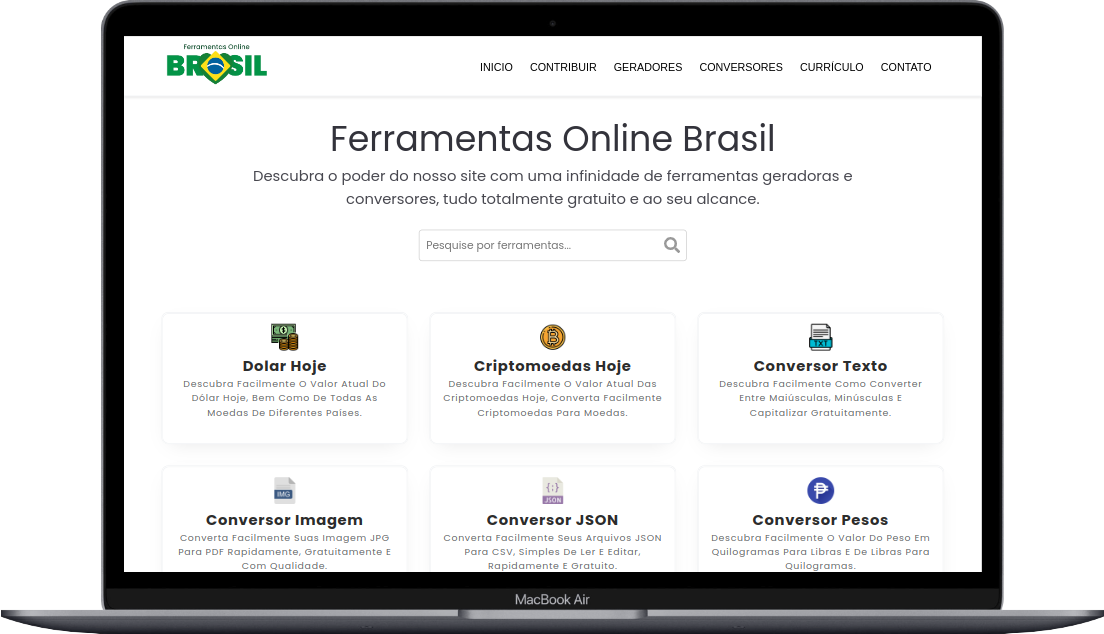 Ferramentas Online
BRASIL
INICIO CONTRIBUIR GERADORES CONVERSORES CURRÍCULO CONTATO
Ferramentas Online Brasil
Descubra o poder do nosso site com uma infinidade de ferramentas geradoras e
conversores, tudo totalmente gratuito e ao seu alcance.
Pesquise por ferramentas...
Dolar Hoje
Descubra Facilmente O Valor Atual Do
Dólar Hoje, Bem Como De Todas As
Moedas De Diferentes Países.
Criptomoedas Hoje
Descubra Facilmente O Valor Atual Das
Criptomoedas Hoje, Converta Facilmente
Criptomoedas Para Moedas.
TXT
Conversor Texto
Descubra Facilmente Como Converter
Entre Maiúsculas, Minúsculas E
Capitalizar Gratuitamente.
IMG
Conversor Imagem
Converta Facilmente Suas Imagem JPG
Para PDF Rapidamente, Gratuitamente E
Com Qualidade.
{;}
JSON
Conversor JSON
Converta Facilmente Seus Arquivos JSON
Para CSV, Simples De Ler E Editar,
Rapidamente E Gratuito.
Conversor Pesos
Descubra Facilmente O Valor Do Peso Em
Quilogramas Para Libras E De Libras Para
Quilogramas.
MacBook Air